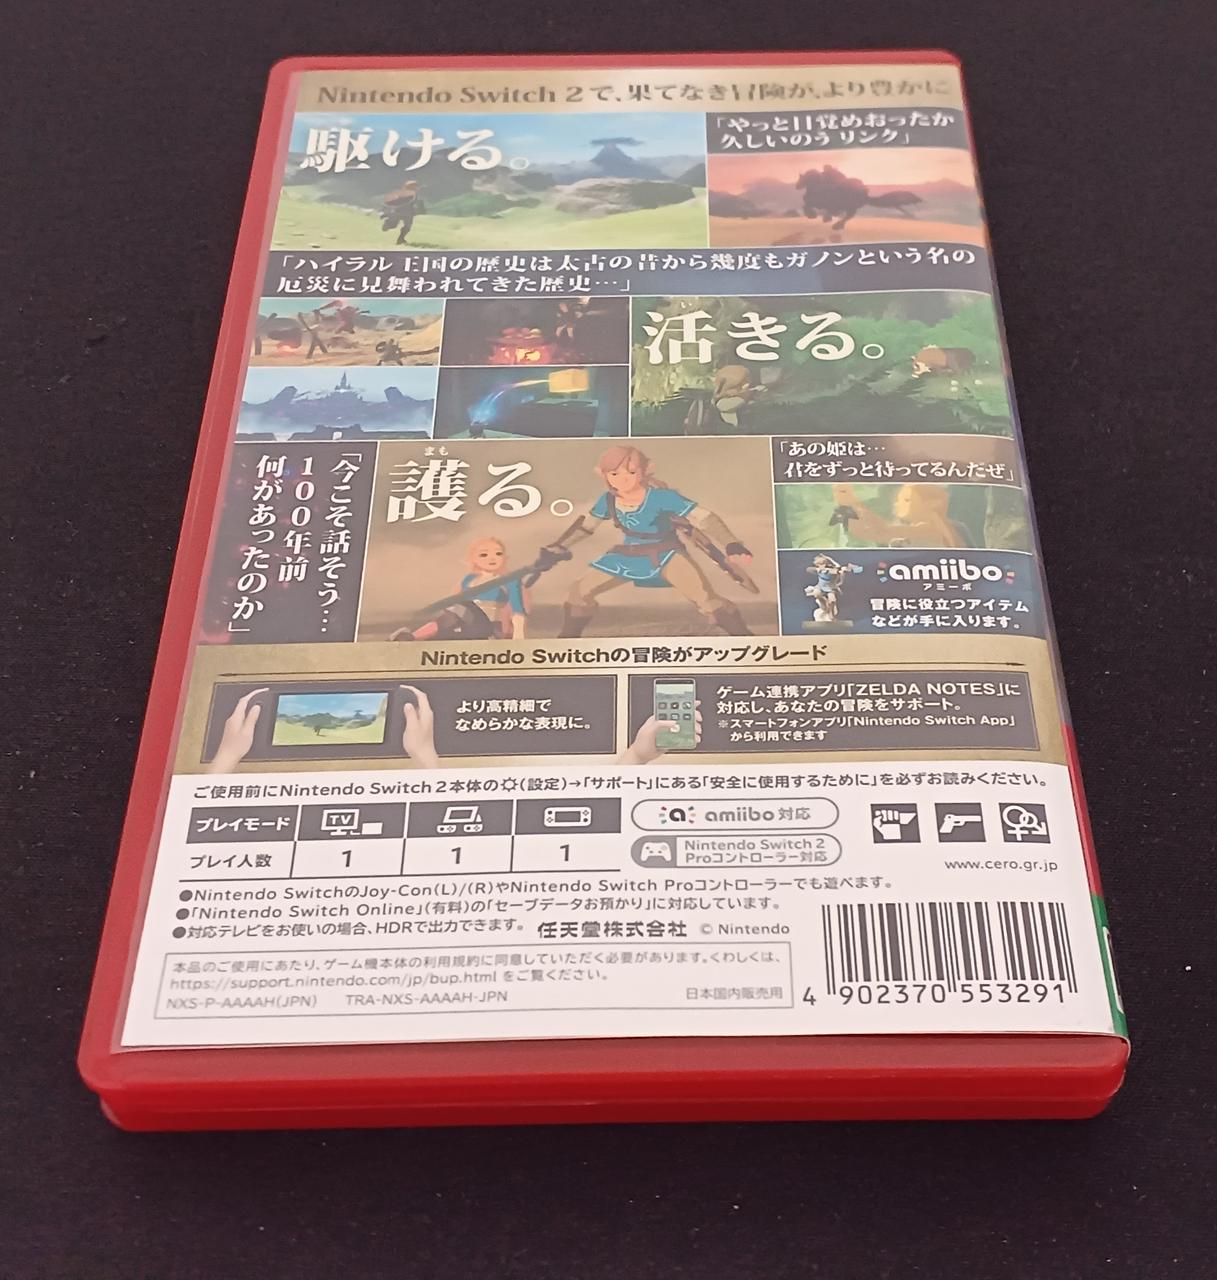 Nintendo Switch 2で、果てなき冒険が、より豊かに
駆ける。
「やっと目覚めおったか
久しいのう リンク」
「ハイラル王国の歴史は太古の昔から幾度もガノンという名の
厄災に見舞われてきた歴史…」
活きる。
「今こそ話そう…
100年前
何があったのか」
まも
護る。
「あの姫は…
君をずっと待ってるんだぜ」
amiibo
アミーボ
冒険に役立つアイテム
などが手に入ります。
Nintendo Switchの冒険がアップグレード
より高精細で
なめらかな表現に。
ゲーム連携アプリ「ZELDA NOTES」に
対応し、あなたの冒険をサポート。
※スマートフォンアプリ「Nintendo Switch App」
から利用できます
ご使用前にNintendo Switch 2本体の(設定)→「サポート」にある「安全に使用するために」を必ずお読みください。
プレイモード TV
プレイ人数 1 1 1
amiibo 対応
Nintendo Switch 2
Proコントローラー対応
www.cero.gr.jp
●Nintendo SwitchのJoy-Con(L)/(R)やNintendo Switch Proコントローラーでも遊べます。
●「Nintendo Switch Online」(有料)の「セーブデータお預かり」に対応しています。
●対応テレビをお使いの場合、HDRで出力できます。 任天堂株式会社 © Nintendo
本品のご使用にあたり、ゲーム機本体の利用規約に同意していただく必要があります。くわしくは、
https://support.nintendo.com/jp/bup.html をご覧ください。
NXS-P-AAAAH(JPN) TRA-NXS-AAAAH-JPN 日本国内販売用
4 902370 553291